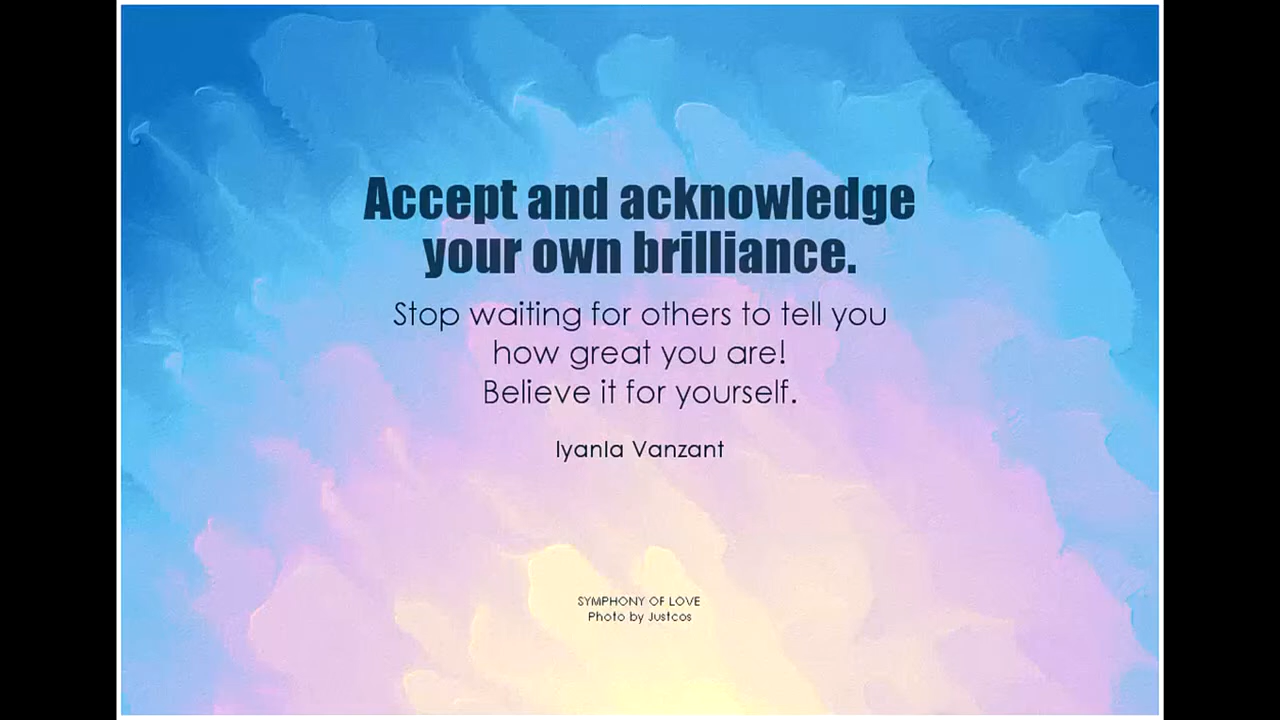 Accept and acknowledge
your own brilliance.
Stop waiting for others to tell you
how great you are!
Believe it for yourself.
Iyanla Vanzant
SYMPHONY OF LOVE
Photo by Justcos